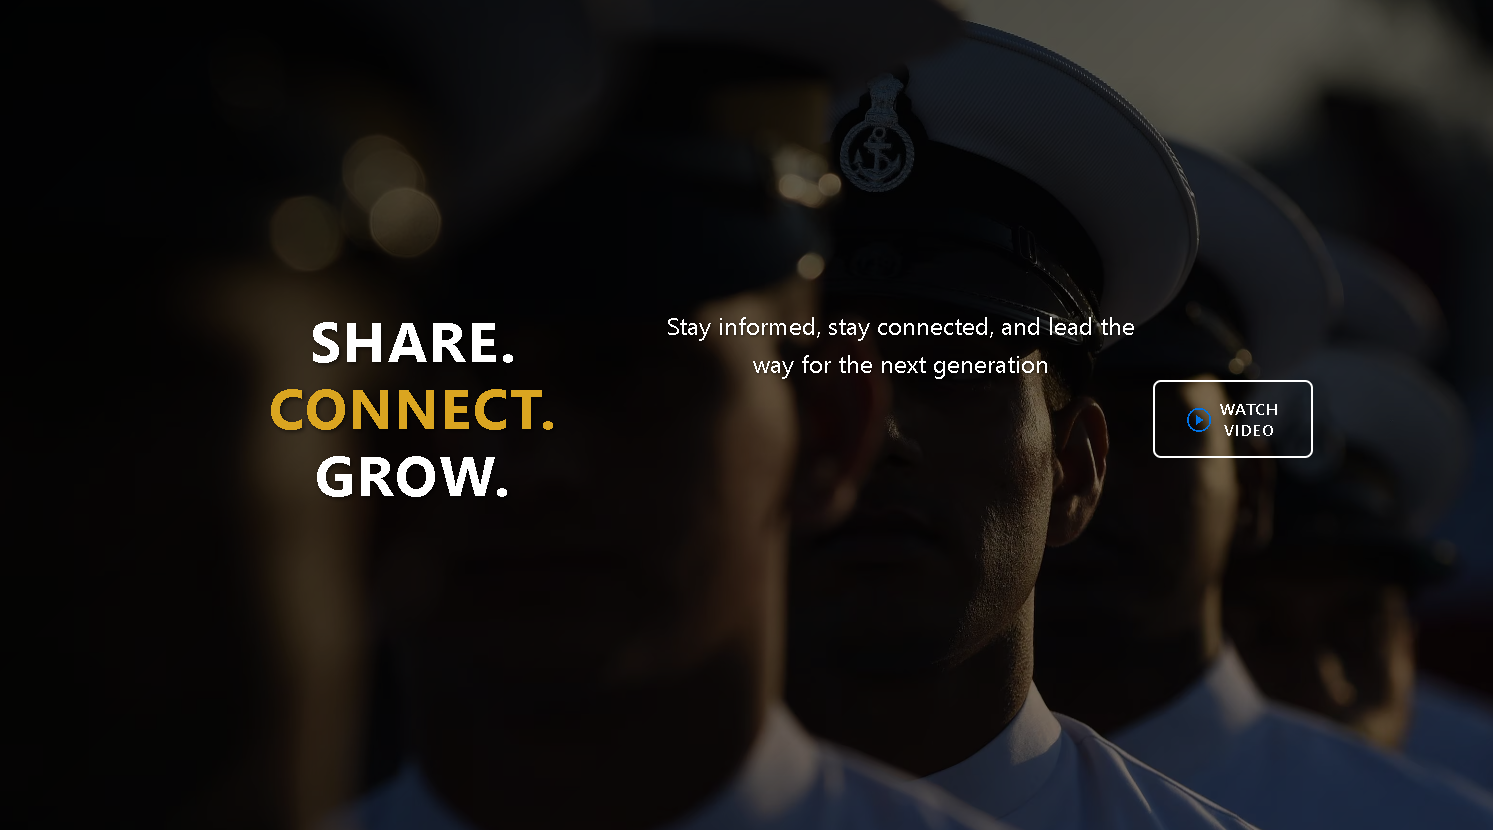 SHARE.
CONNECT.
GROW.
Stay informed, stay connected, and lead the
way for the next generation
WATCH
VIDEO